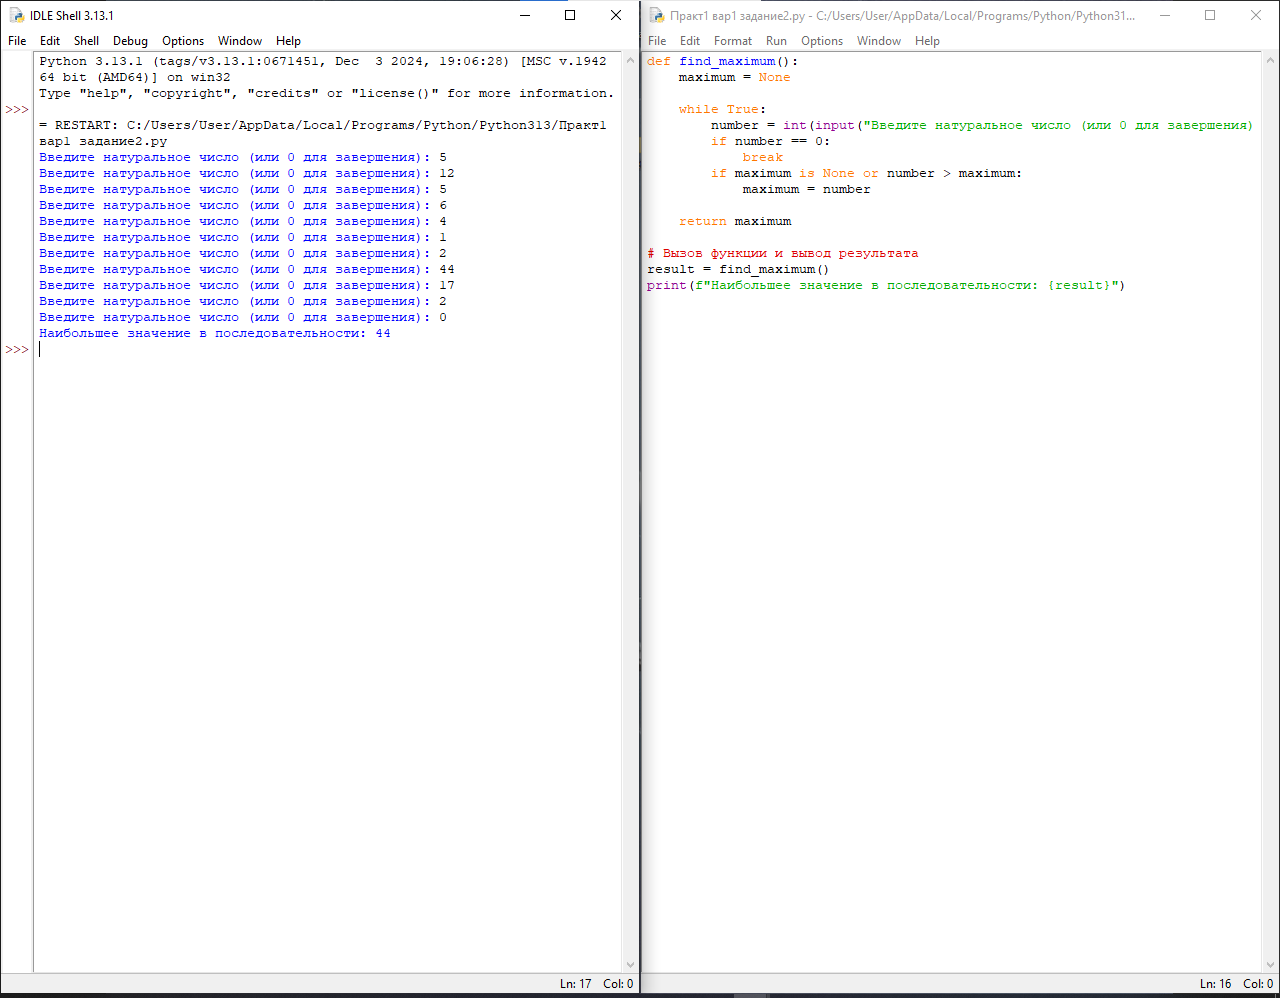 IDLE Shell 3.13.1
File Edit Shell Debug Options Window Help
Python 3.13.1 (tags/v3.13.1:0671451, Dec  3 2024, 19:06:28) [MSC v.1942
64 bit (AMD64)] on win32
Type "help", "copyright", "credits" or "license()" for more information.
>>>
= RESTART: C:/Users/User/AppData/Local/Programs/Python/Python313/Практ1
вар1 задание2.py
Введите натуральное число (или 0 для завершения): 5
Введите натуральное число (или 0 для завершения): 12
Введите натуральное число (или 0 для завершения): 5
Введите натуральное число (или 0 для завершения): 6
Введите натуральное число (или 0 для завершения): 4
Введите натуральное число (или 0 для завершения): 1
Введите натуральное число (или 0 для завершения): 2
Введите натуральное число (или 0 для завершения): 44
Введите натуральное число (или 0 для завершения): 17
Введите натуральное число (или 0 для завершения): 2
Введите натуральное число (или 0 для завершения): 0
Наибольшее значение в последовательности: 44
>>>
Ln: 17 Col: 0
Практ1 вар1 задание2.py - C:/Users/User/AppData/Local/Programs/Python/Python31...
File Edit Format Run Options Window Help
def find_maximum():
    maximum = None
    while True:
        number = int(input("Введите натуральное число (или 0 для завершения)
        if number == 0:
            break
        if maximum is None or number > maximum:
            maximum = number
    return maximum
# Вызов функции и вывод результата
result = find_maximum()
print(f"Наибольшее значение в последовательности: {result}")
Ln: 16 Col: 0